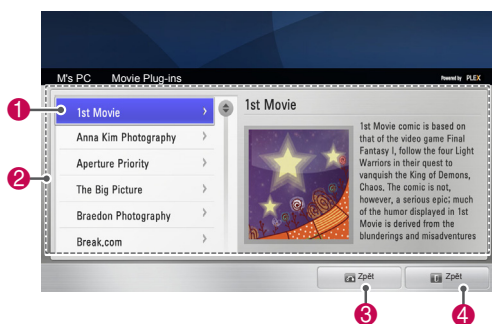 M's PC Movie Plug-ins
Powered by PLEX
1
1st Movie
Anna Kim Photography
Aperture Priority
2
The Big Picture
Braedon Photography
Break.com
1st Movie
1st Movie comic is based on
that of the video game Final
Fantasy I, follow the four Light
Warriors in their quest to
vanquish the King of Demons,
Chaos. The comic is not,
however, a serious epic; much
of the humor displayed in 1st
Movie is derived from the
blunderings and misadventures
Zpět
Zpět
3
4